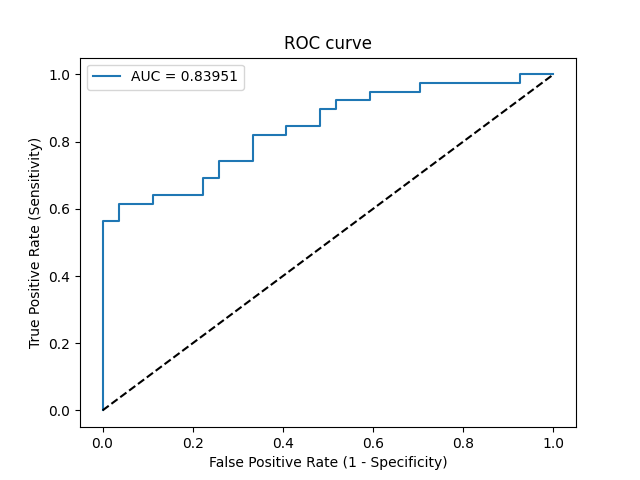 ROC curve
AUC = 0.83951
True Positive Rate (Sensitivity)
1.0
0.8
0.6
0.4
0.2
0.0
0.0 0.2 0.4 0.6 0.8 1.0
False Positive Rate (1 - Specificity)